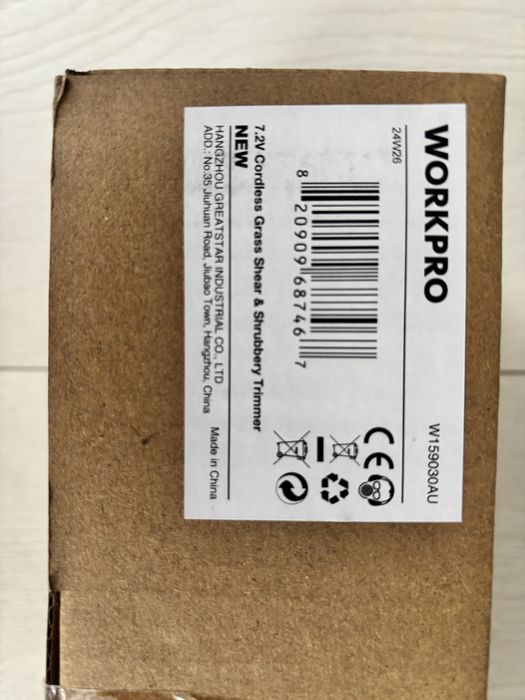 WORKPRO W159030AU
24W26
8 20909 68746 7
CE
7.2V Cordless Grass Shear & Shrubbery Trimmer
NEW
HANGZHOU GREATSTAR INDUSTRIAL CO., LTD
ADD.: No.35 Jiuhuan Road, Jiubao Town, Hangzhou, China Made in China